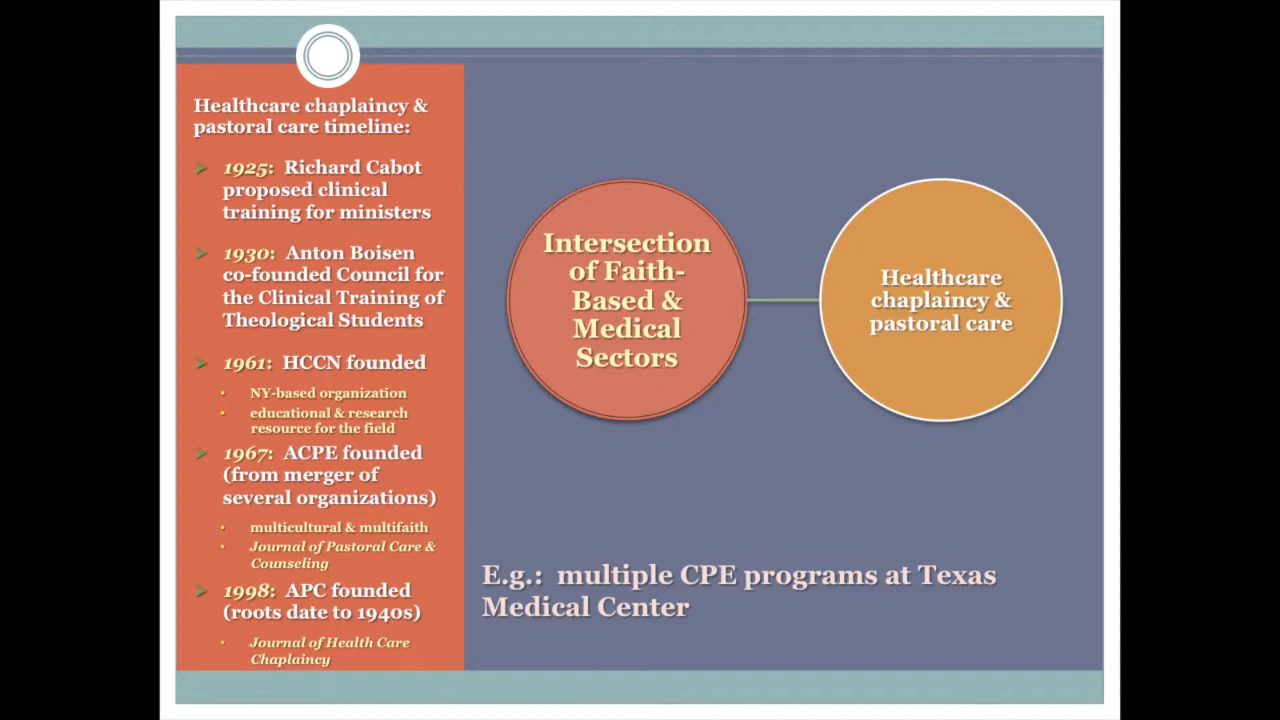 Healthcare chaplaincy &
pastoral care timeline:
1925: Richard Cabot
proposed clinical
training for ministers
1930: Anton Boisen
co-founded Council for
the Clinical Training of
Theological Students
1961: HCCN founded
NY-based organization
educational & research
resource for the field
1967: ACPE founded
(from merger of
several organizations)
multicultural & multifaith
Journal of Pastoral Care &
Counseling
1998: APC founded
(roots date to 1940s)
Journal of Health Care
Chaplaincy
Intersection
of Faith-
Based &
Medical
Sectors
Healthcare
chaplaincy &
pastoral care
E.g.: multiple CPE programs at Texas
Medical Center